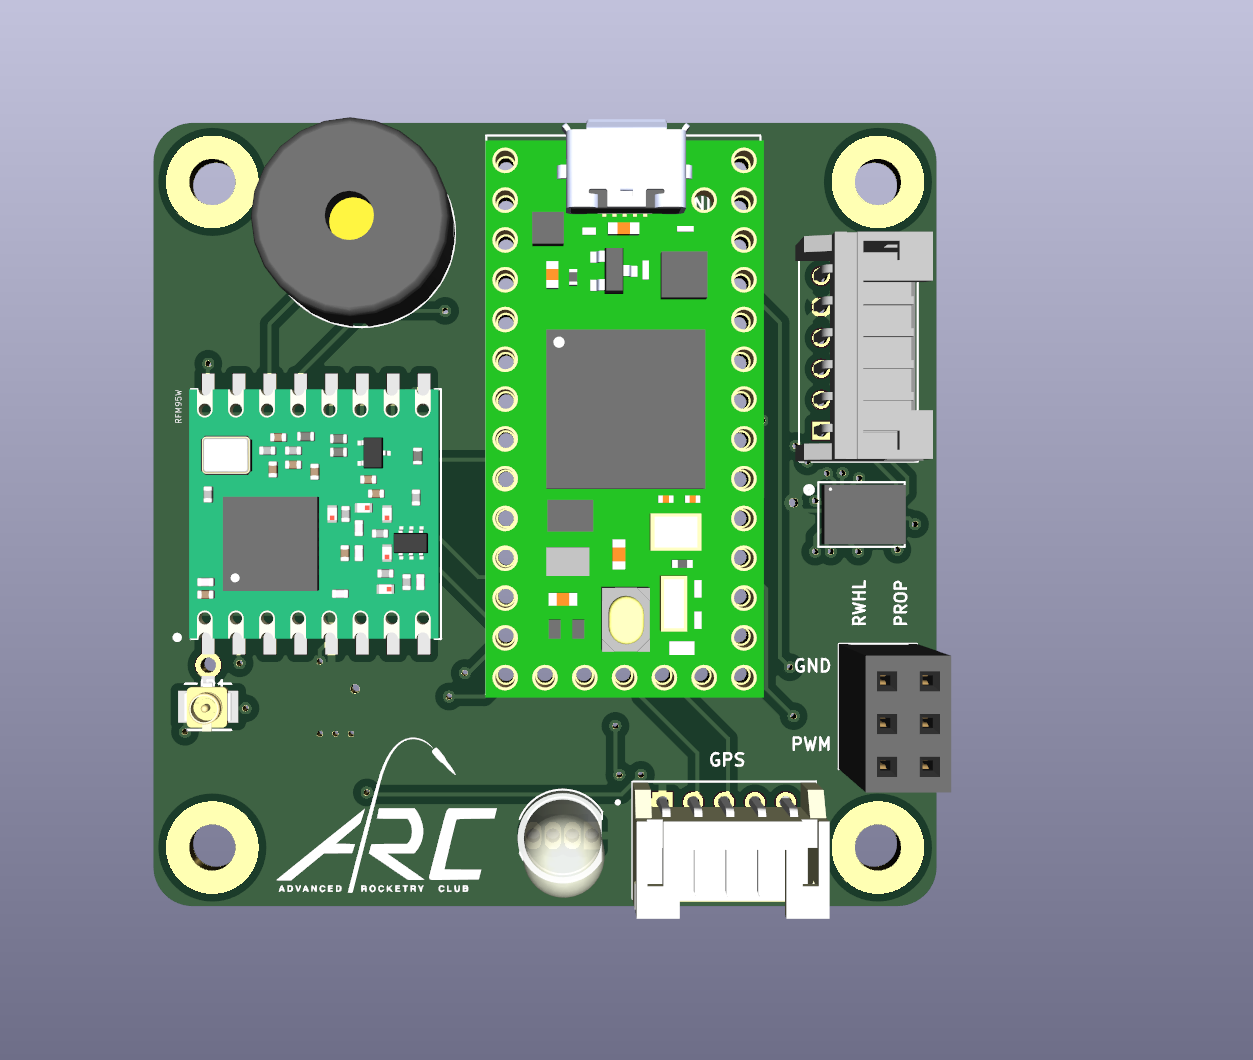 RFM95W
RWHL
PROP
GND
PWM
GPS
ARC
ADVANCED ROCKETRY CLUB